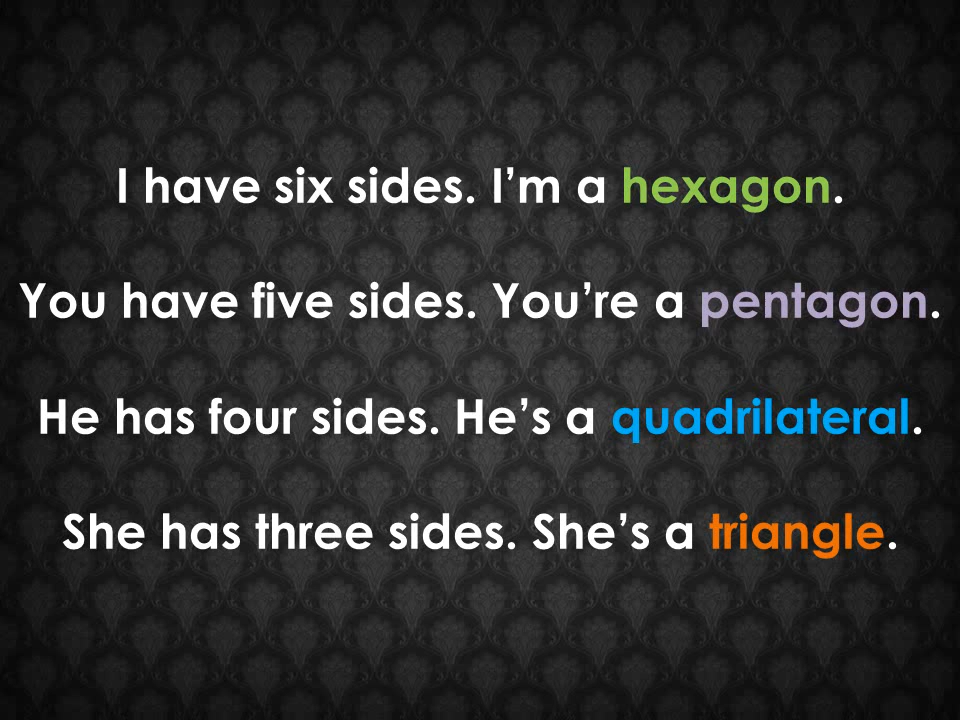 I have six sides. I’m a hexagon.
You have five sides. You’re a pentagon.
He has four sides. He’s a quadrilateral.
She has three sides. She’s a triangle.